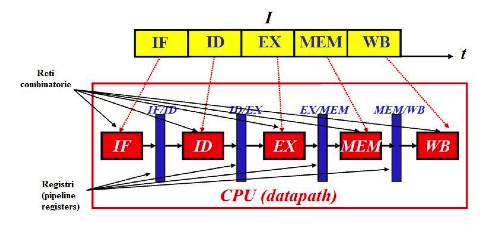 I
IF ID EX MEM WB
t
Reti
combinatorie
IF/ID ID/EX EX/MEM MEM/WB
IF ID EX MEM WB
Registri
(pipeline
registers)
CPU (datapath)